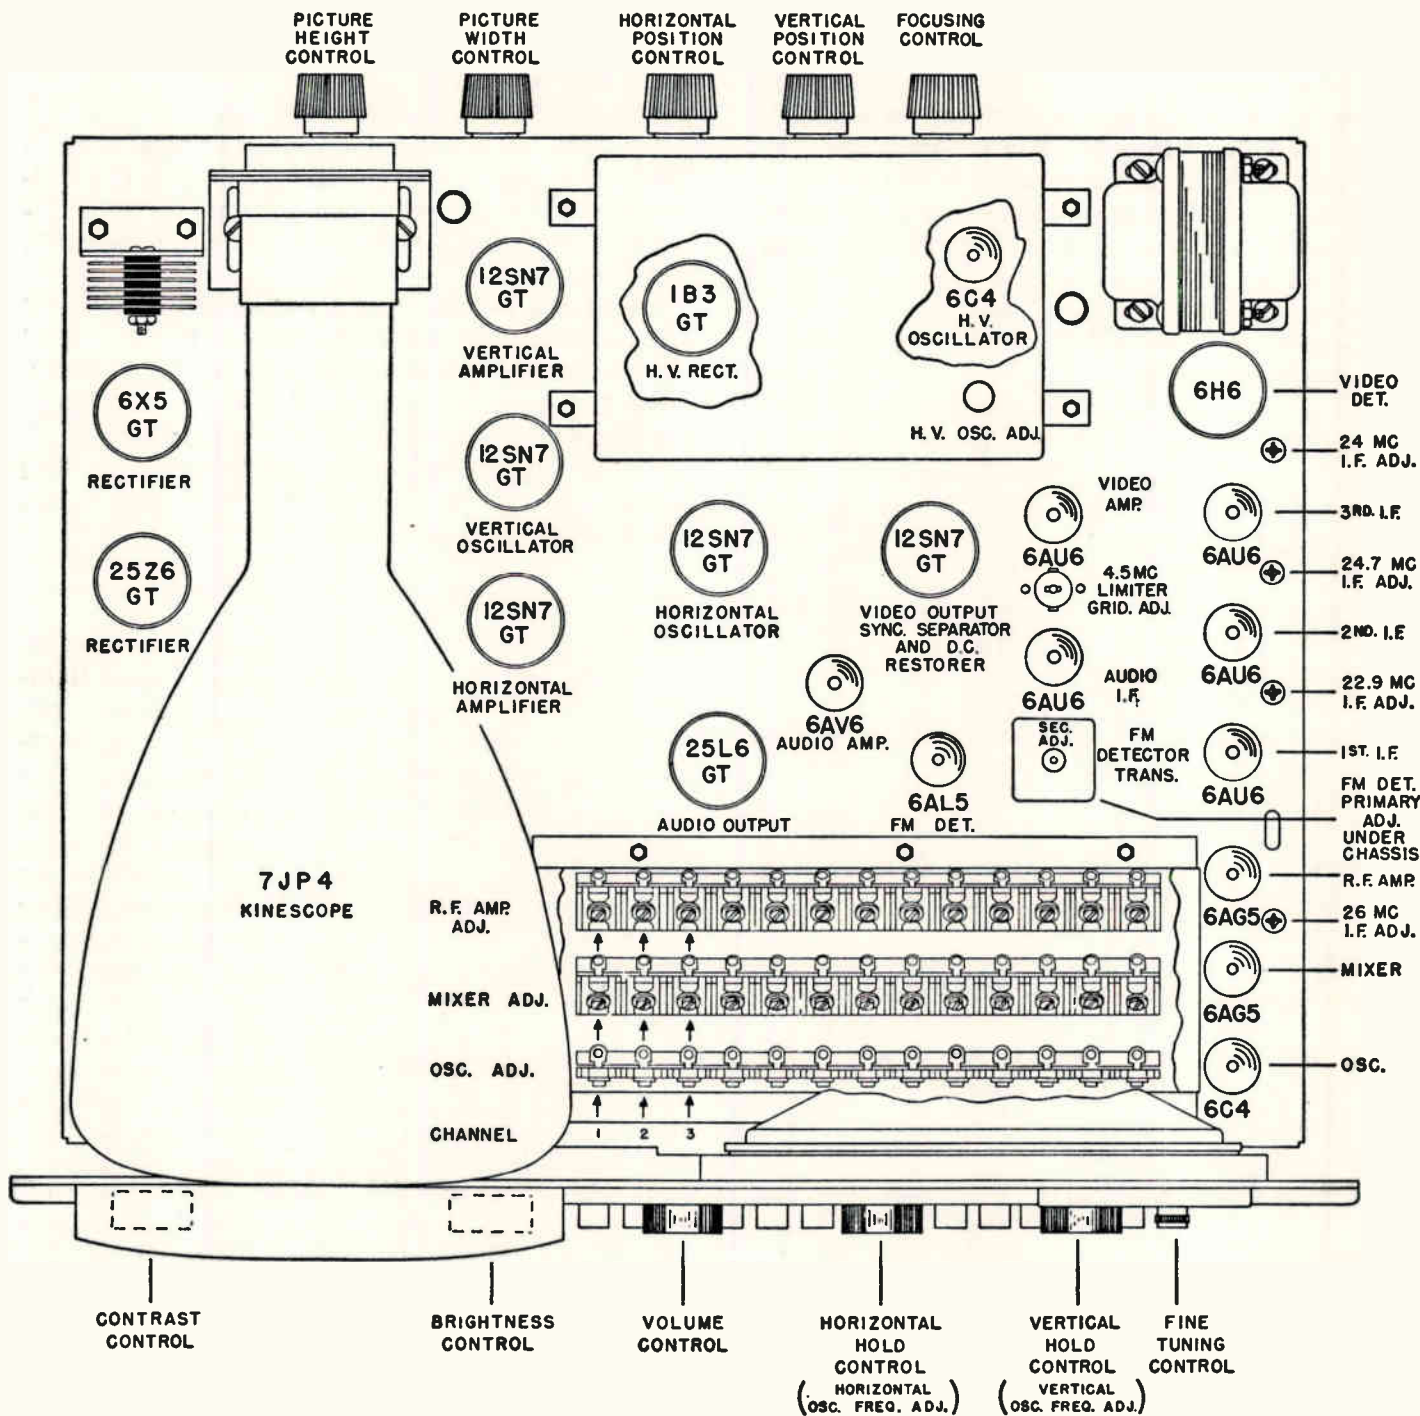 PICTURE
HEIGHT
CONTROL
PICTURE
WIDTH
CONTROL
HORIZONTAL
POSITION
CONTROL
VERTICAL
POSITION
CONTROL
FOCUSING
CONTROL
12SN7
GT
VERTICAL
AMPLIFIER
1B3
GT
H.V. RECT.
6C4
H.V.
OSCILLATOR
H.V. OSC. ADJ.
6H6
VIDEO
DET.
24 MC
I.F. ADJ.
6X5
GT
RECTIFIER
12SN7
GT
VERTICAL
OSCILLATOR
25Z6
GT
RECTIFIER
12SN7
GT
HORIZONTAL
AMPLIFIER
12SN7
GT
HORIZONTAL
OSCILLATOR
12SN7
GT
VIDEO OUTPUT
SYNC. SEPARATOR
AND D.C.
RESTORER
VIDEO
AMP.
6AU6
4.5MC
LIMITER
GRID. ADJ.
6AU6
AUDIO
I.F.
6AU6
3RD. I.F.
24.7 MC
I.F. ADJ.
6AU6
2ND. I.F.
22.9 MC
I.F. ADJ.
6AU6
1ST. I.F.
6AV6
AUDIO AMP.
25L6
GT
AUDIO OUTPUT
6AL5
FM DET.
SEC.
ADJ.
FM
DETECTOR
TRANS.
FM DET.
PRIMARY
ADJ.
UNDER
CHASSIS
R.F. AMP.
6AG5
26 MC
I.F. ADJ.
MIXER
6AG5
OSC.
6C4
7JP4
KINESCOPE
R.F. AMP.
ADJ.
MIXER ADJ.
OSC. ADJ.
CHANNEL 1 2 3
CONTRAST
CONTROL
BRIGHTNESS
CONTROL
VOLUME
CONTROL
HORIZONTAL
HOLD
CONTROL
(HORIZONTAL
OSC. FREQ. ADJ.)
VERTICAL
HOLD
CONTROL
(VERTICAL
OSC. FREQ. ADJ.)
FINE
TUNING
CONTROL